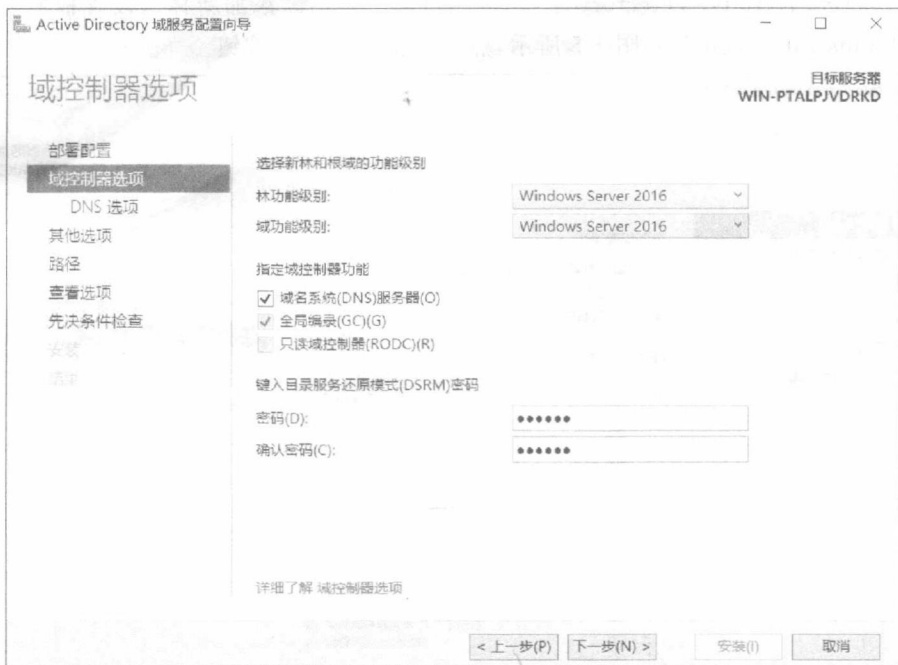 Active Directory 域服务配置向导
域控制器选项
目标服务器
WIN-PTALPJVDRKD
部署配置
域控制器选项
DNS 选项
其他选项
路径
查看选项
先决条件检查
安装
结果
选择新林和根域的功能级别
林功能级别:
Windows Server 2016
域功能级别:
Windows Server 2016
指定域控制器功能
域名系统(DNS)服务器(O)
全局编录(GC)(G)
只读域控制器(RODC)(R)
键入目录服务还原模式(DSRM)密码
密码(D):
●●●●●●
确认密码(C):
●●●●●●
详细了解 域控制器选项
< 上一步(P)
下一步(N) >
安装(I)
取消